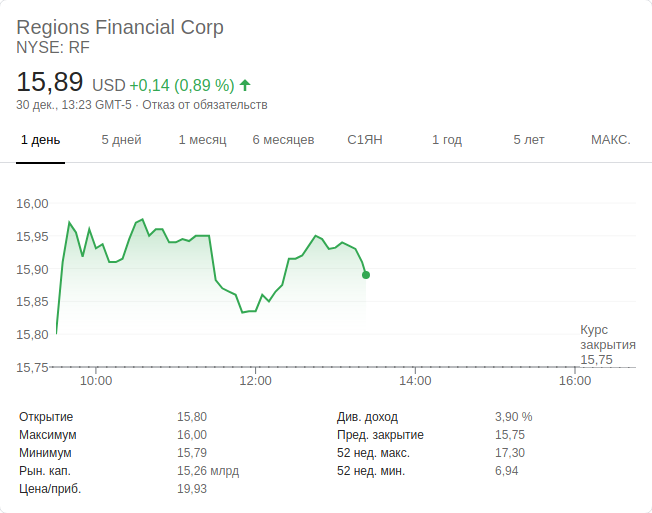 Regions Financial Corp
NYSE: RF
15,89 USD +0,14 (0,89 %)
30 дек., 13:23 GMT-5 · Отказ от обязательств
1 день 5 дней 1 месяц 6 месяцев С1ЯН 1 год 5 лет МАКС.
16,00
15,95
15,90
15,85
15,80
Курс
закрытия
15,75
15,75
10:00 12:00 14:00 16:00
Открытие 15,80 Див. доход 3,90 %
Максимум 16,00 Пред. закрытие 15,75
Минимум 15,79 52 нед. макс. 17,30
Рын. кап. 15,26 млрд 52 нед. мин. 6,94
Цена/приб. 19,93